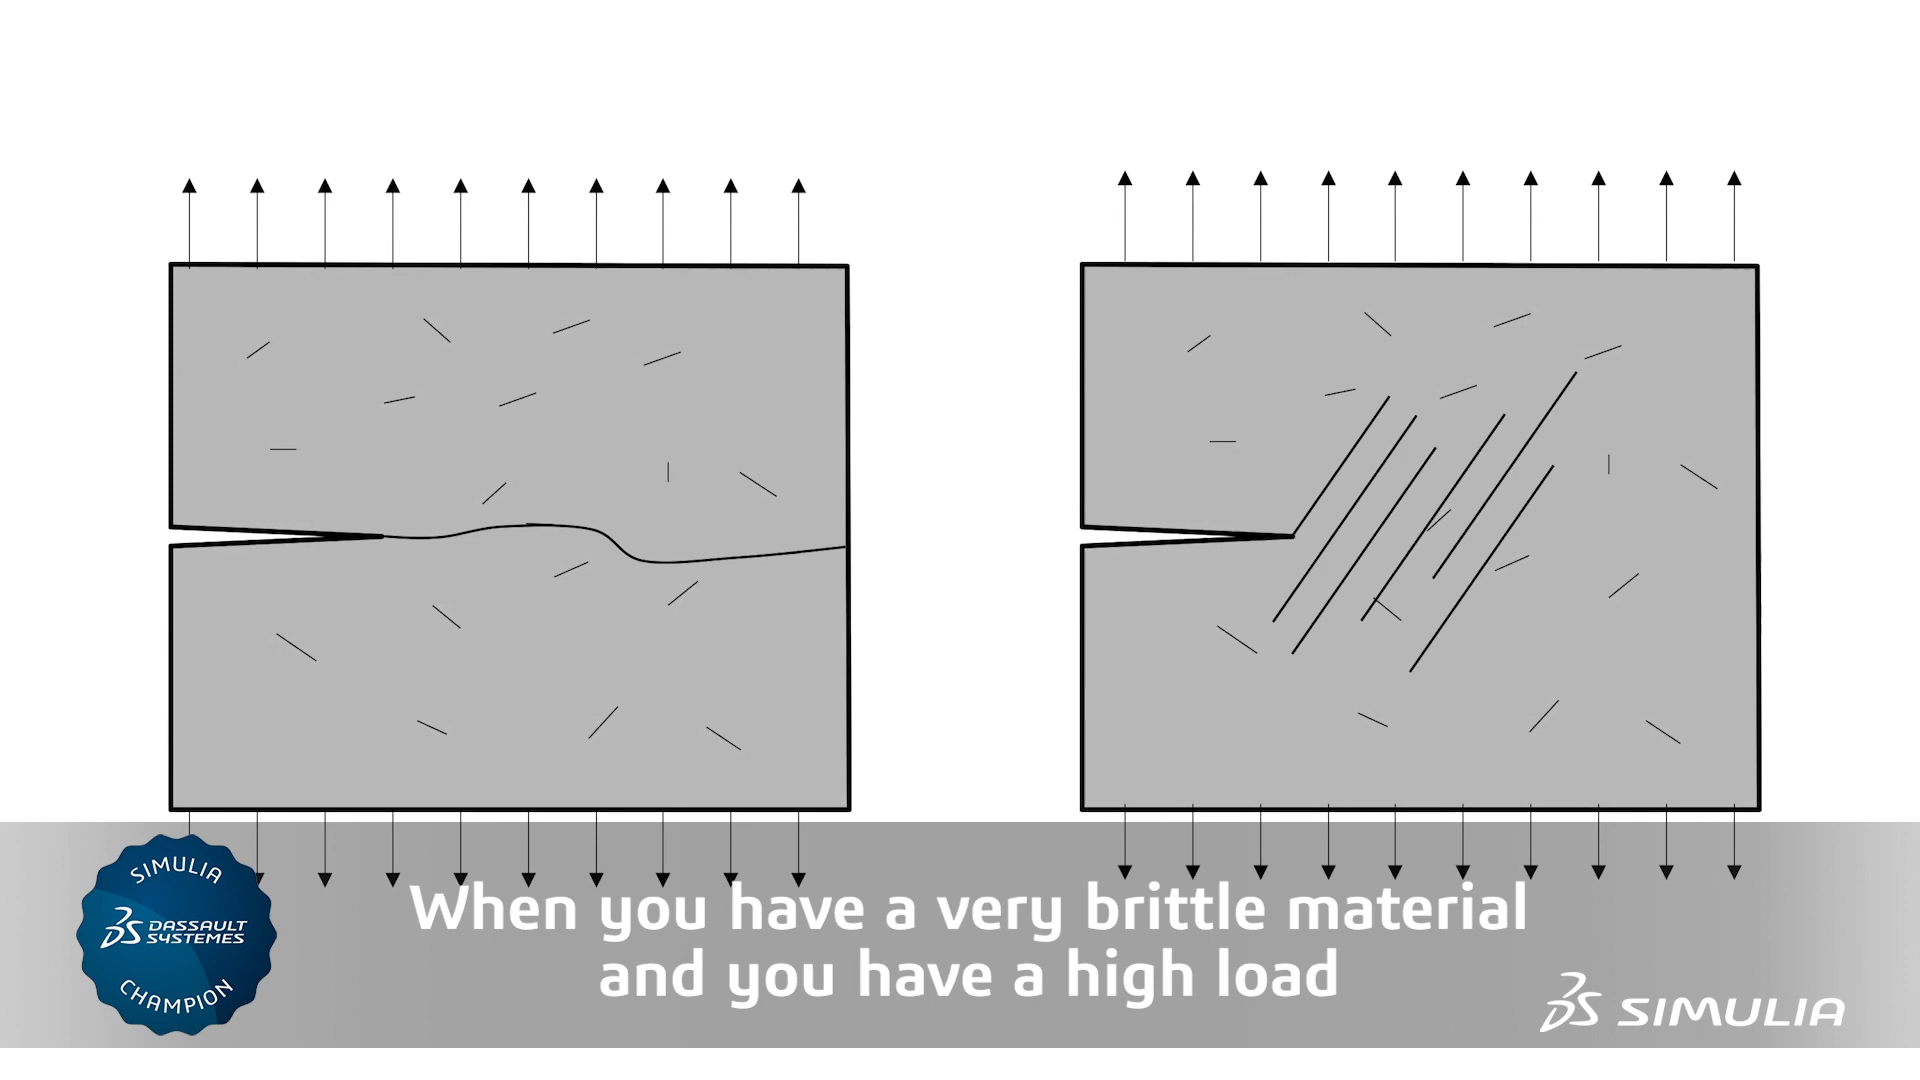 SIMULIA
DASSAULT
SYSTEMES
CHAMPION
When you have a very brittle material
and you have a high load
SIMULIA